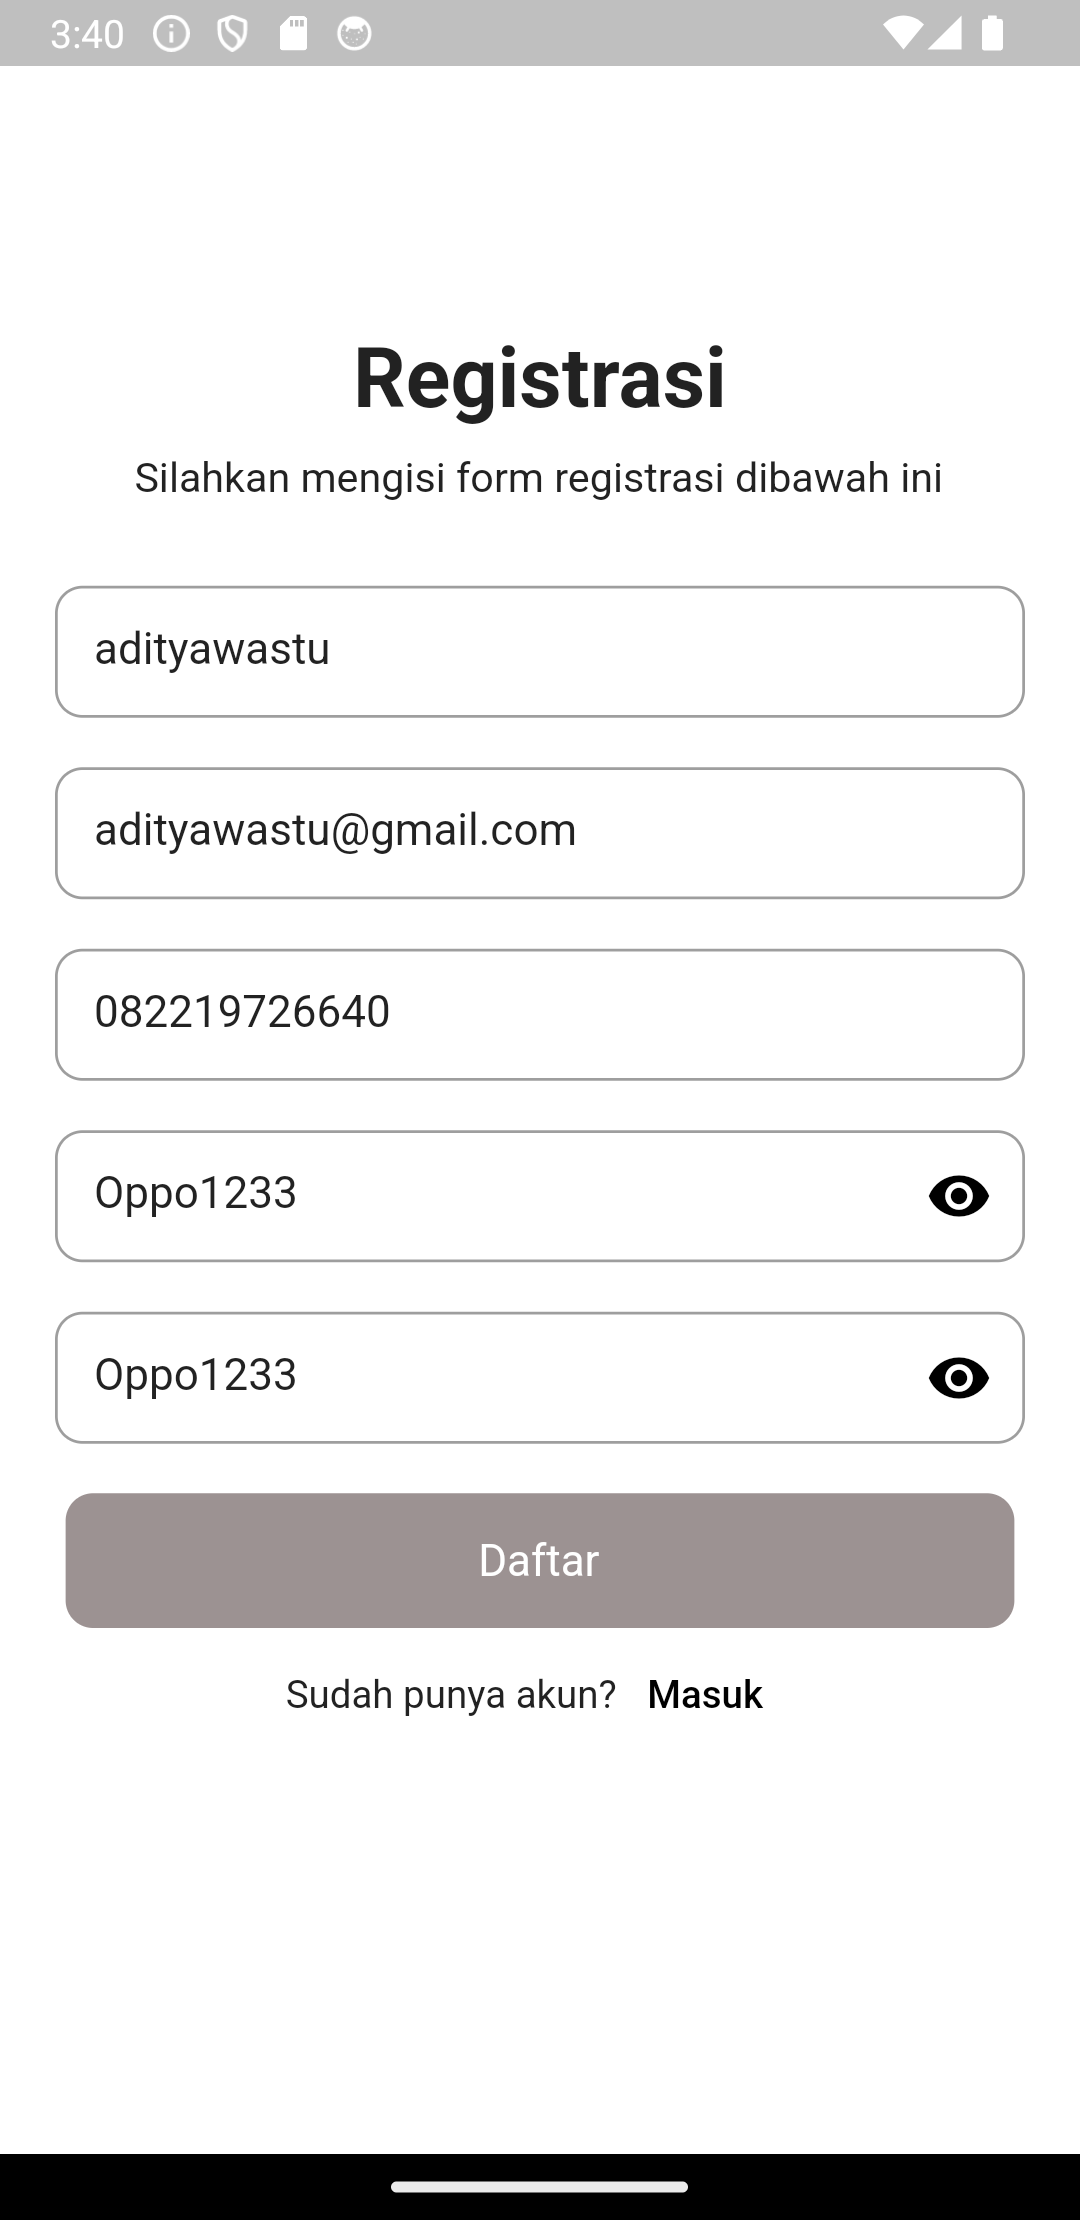 3:40
Registrasi
Silahkan mengisi form registrasi dibawah ini
adityawastu
adityawastu@gmail.com
082219726640
Oppo1233
Oppo1233
Daftar
Sudah punya akun? Masuk